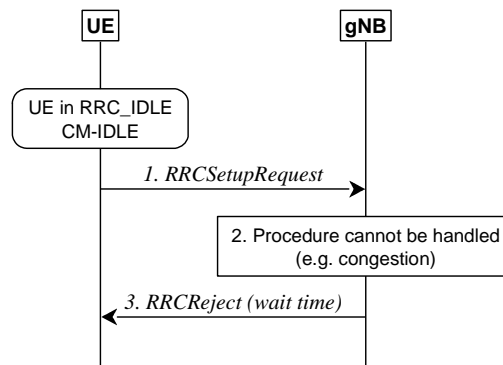 UE
gNB
UE in RRC_IDLE
CM-IDLE
1. RRCSetupRequest
2. Procedure cannot be handled
(e.g. congestion)
3. RRCReject (wait time)